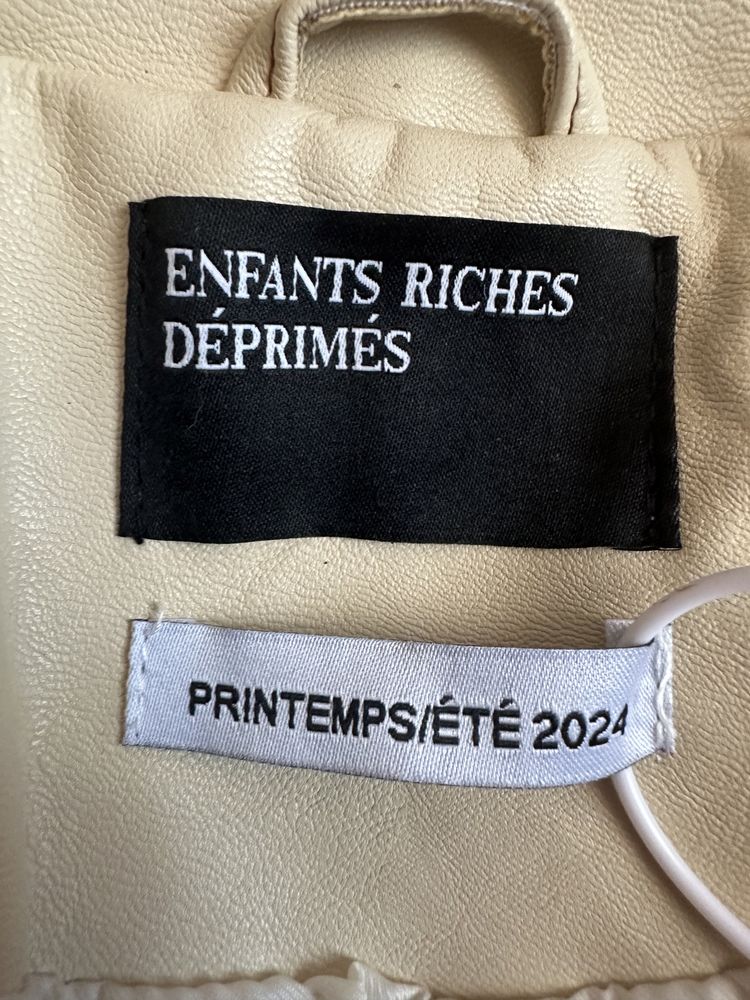 ENFANTS RICHES
DÉPRIMÉS
PRINTEMPS/ÉTÉ 2024